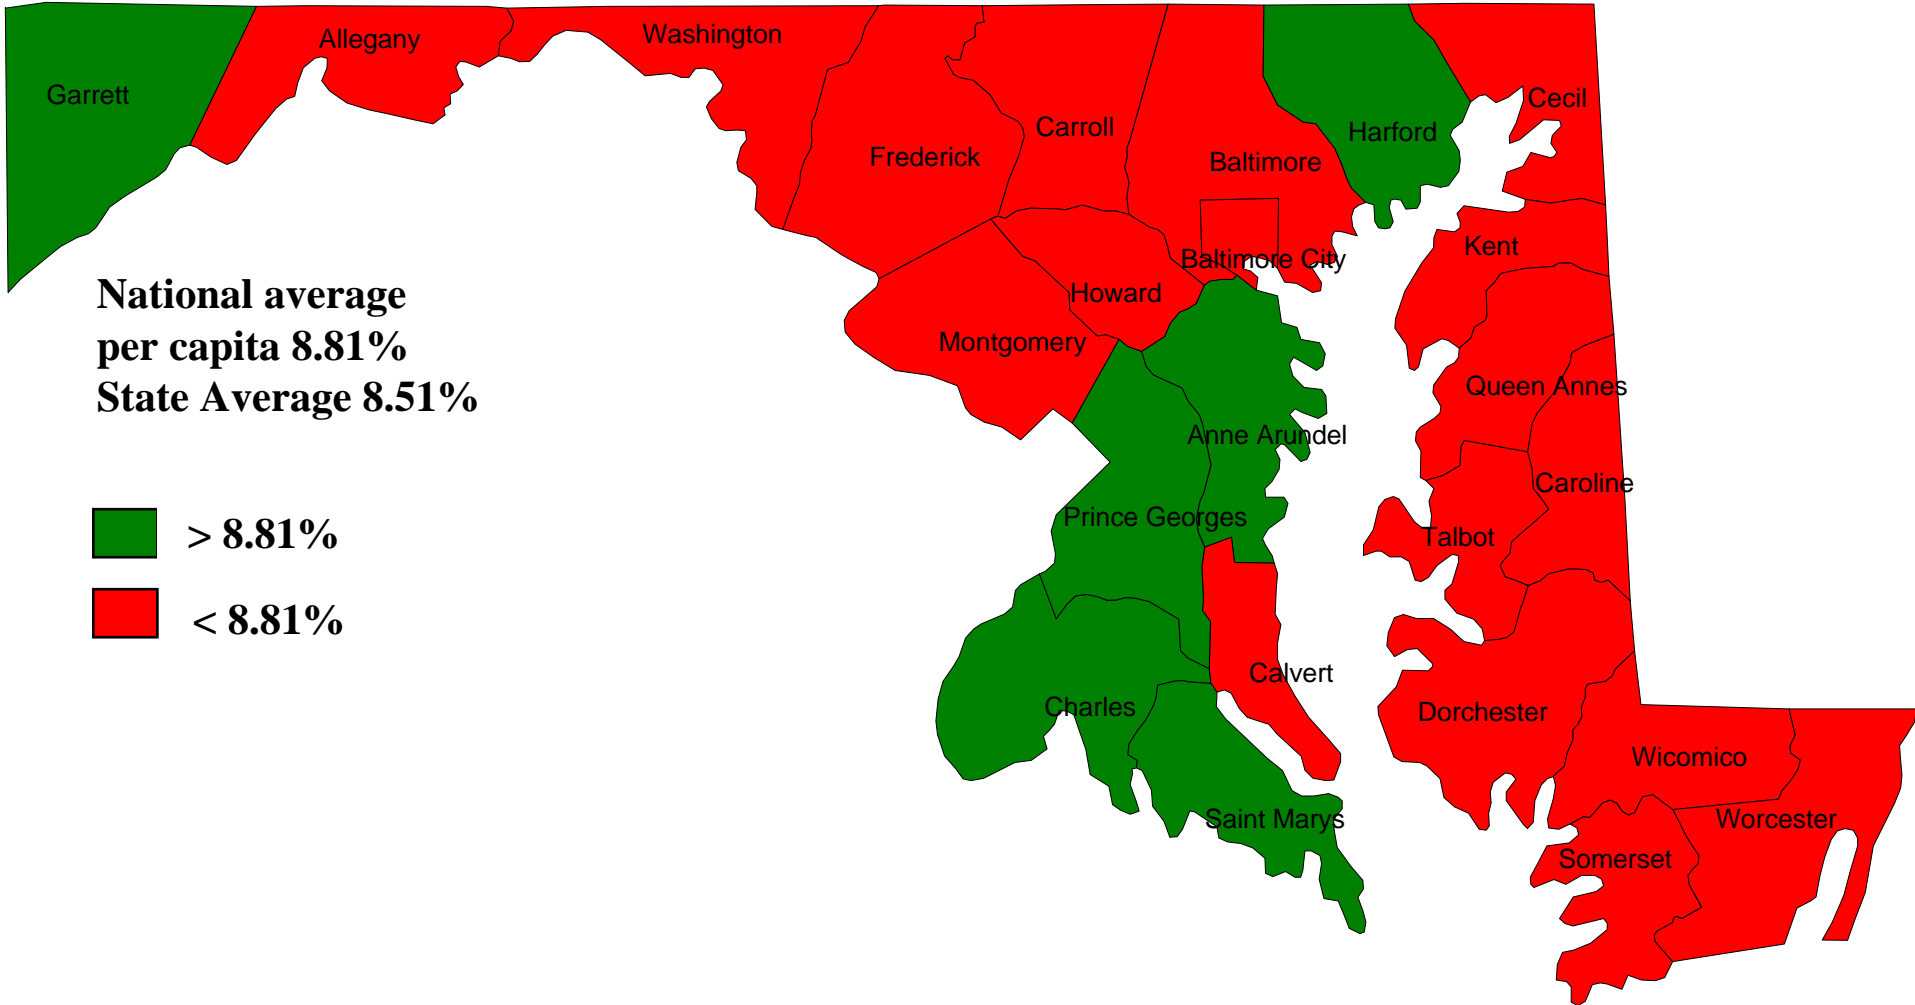 Garrett
Allegany
Washington
Frederick
Carroll
Baltimore
Harford
Cecil
Baltimore City
Kent
Howard
Montgomery
Queen Annes
Anne Arundel
Caroline
Prince Georges
Talbot
Calvert
Charles
Dorchester
Wicomico
Saint Marys
Worcester
Somerset
National average
per capita 8.81%
State Average 8.51%
> 8.81%
< 8.81%